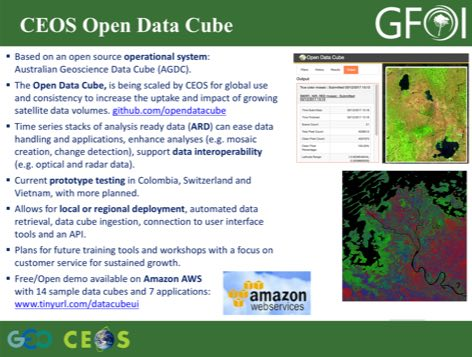 CEOS Open Data Cube
GFOI
Based on an open source operational system:
Australian Geoscience Data Cube (AGDC).
The Open Data Cube, is being scaled by CEOS for global use
and consistency to increase the uptake and impact of growing
satellite data volumes. github.com/opendatacube
Time series stacks of analysis ready data (ARD) can ease data
handling and applications, enhance analyses (e.g. mosaic
creation, change detection), support data interoperability
(e.g. optical and radar data).
Current prototype testing in Colombia, Switzerland and
Vietnam, with more planned.
Allows for local or regional deployment, automated data
retrieval, data cube ingestion, connection to user interface
tools and an API.
Plans for future training tools and workshops with a focus on
customer service for sustained growth.
Free/Open demo available on Amazon AWS
with 14 sample data cubes and 7 applications:
www.tinyurl.com/datacubeui
Open Data Cube
Output
amazon
webservices
GEO CEOS